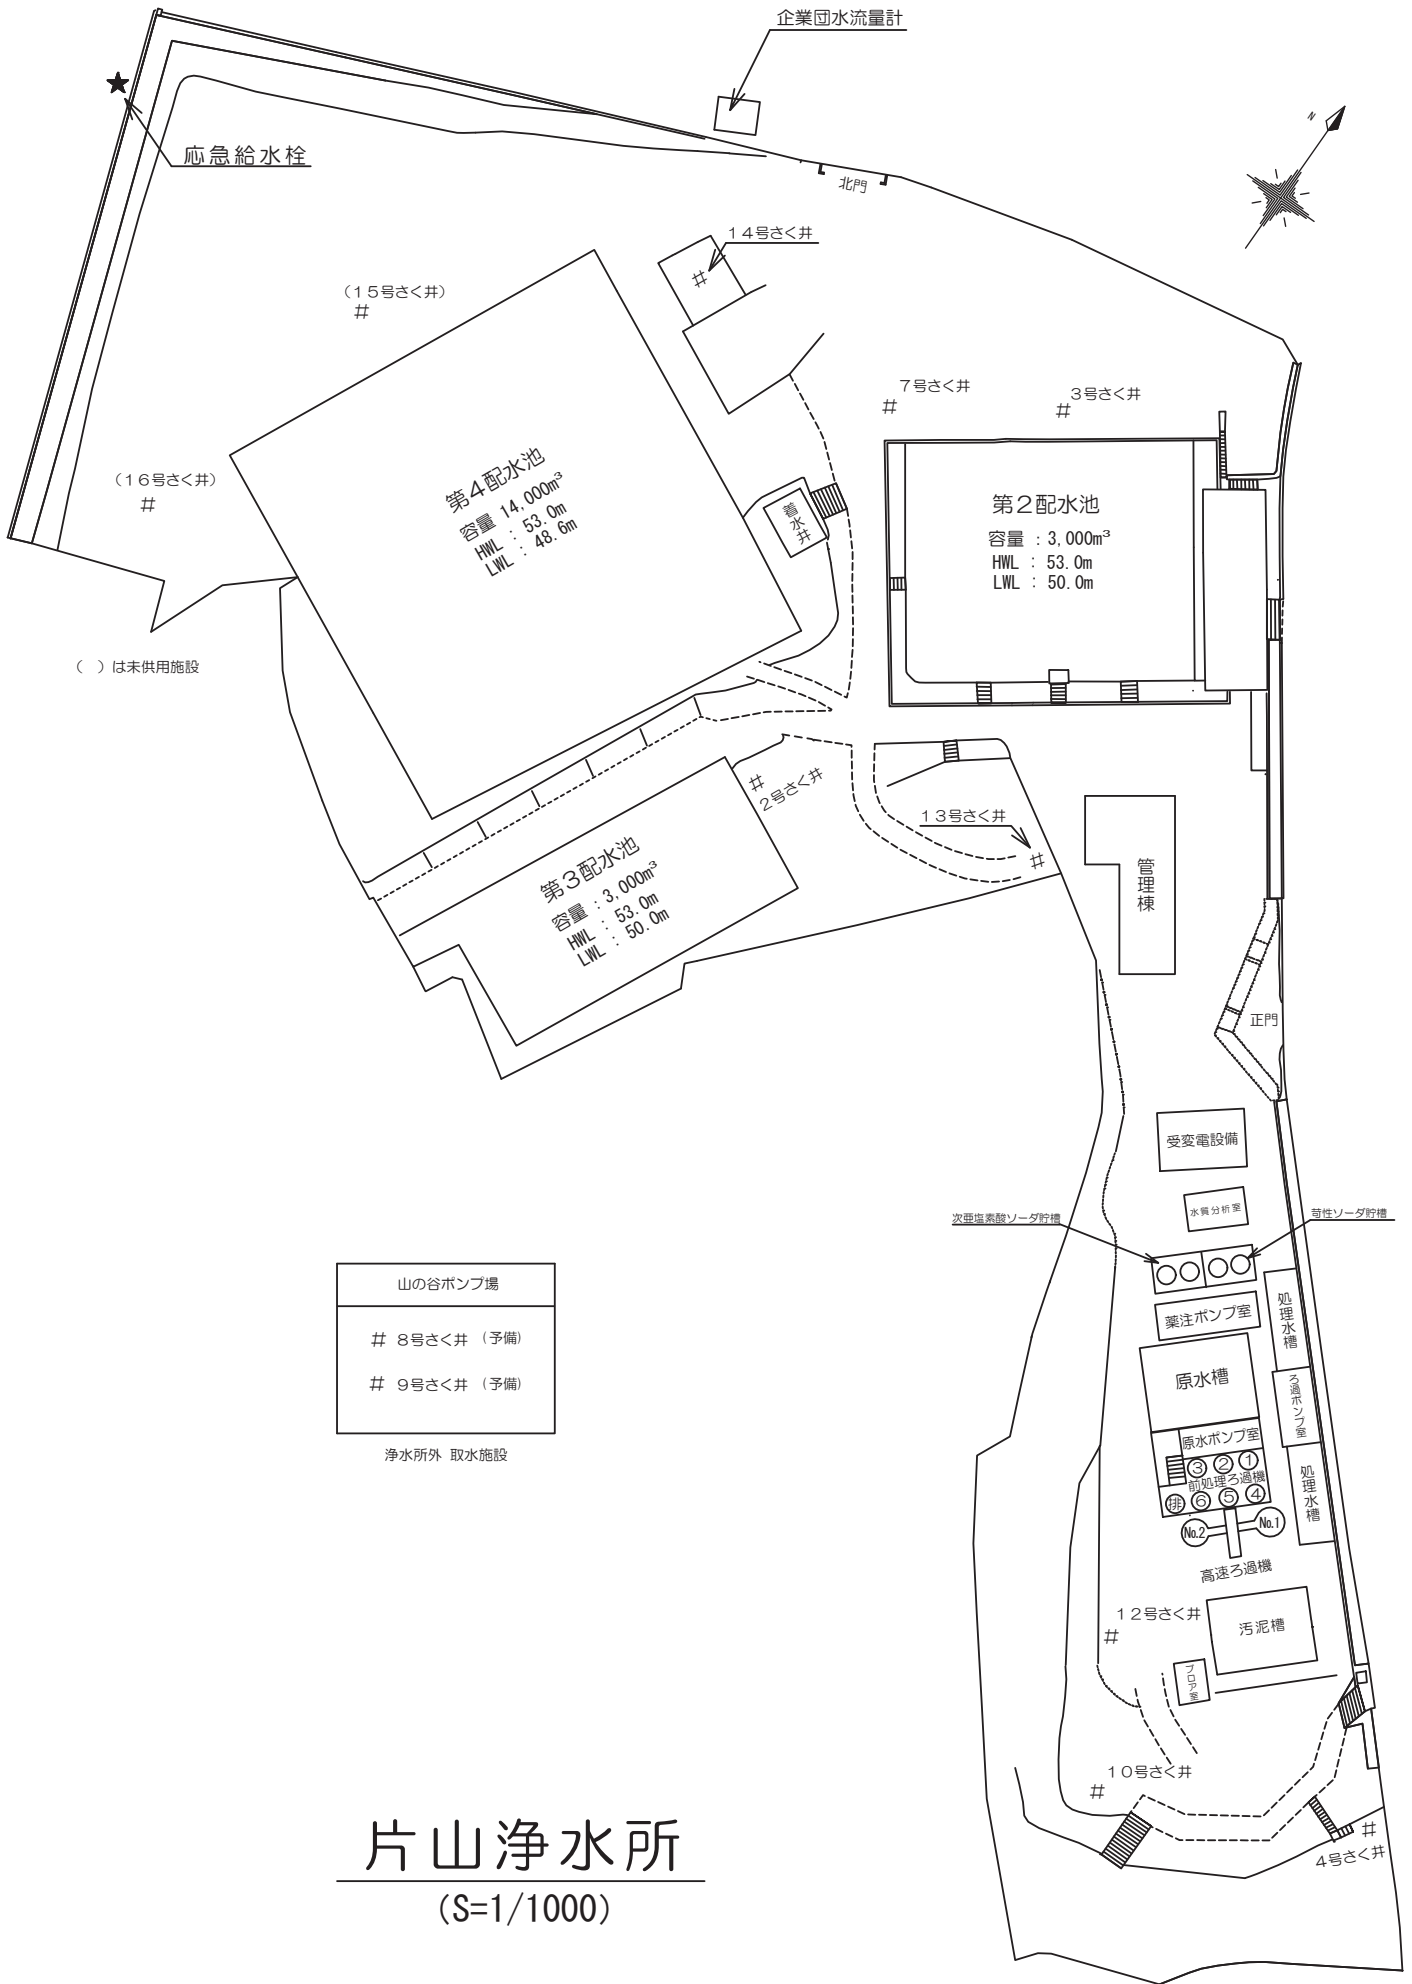 企業団水流量計
応急給水栓
N
北門
14号さく井
#
(15号さく井)
#
7号さく井
#
3号さく井
#
(16号さく井)
#
第4配水池
容量 14,000m³
HWL : 53.0m
LWL : 48.6m
着水井
第2配水池
容量 : 3,000m³
HWL : 53.0m
LWL : 50.0m
( )は未供用施設
#
2号さく井
13号さく井
#
第3配水池
容量 : 3,000m³
HWL : 53.0m
LWL : 50.0m
管理棟
正門
受変電設備
水質分析室
次亜塩素酸ソーダ貯槽
苛性ソーダ貯槽
薬注ポンプ室
処理水槽
原水槽
ろ過ポンプ室
原水ポンプ室
③ ② ①
前処理ろ過機
排 ⑥ ⑤ ④
処理水槽
No.2 No.1
高速ろ過機
山の谷ポンプ場
# 8号さく井 (予備)
# 9号さく井 (予備)
浄水所外 取水施設
12号さく井
#
汚泥槽
ブロア室
10号さく井
#
#
4号さく井
片山浄水所
(S=1/1000)